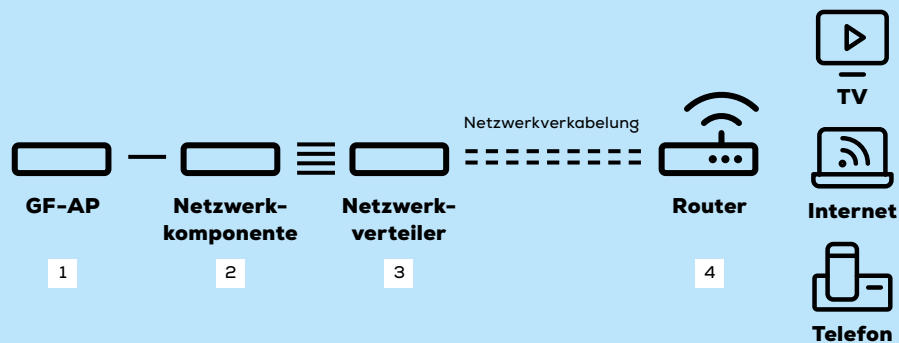 TV
Netzwerkverkabelung
GF-AP
Netzwerk-
komponente
Netzwerk-
verteiler
Router
Internet
1
2
3
4
Telefon